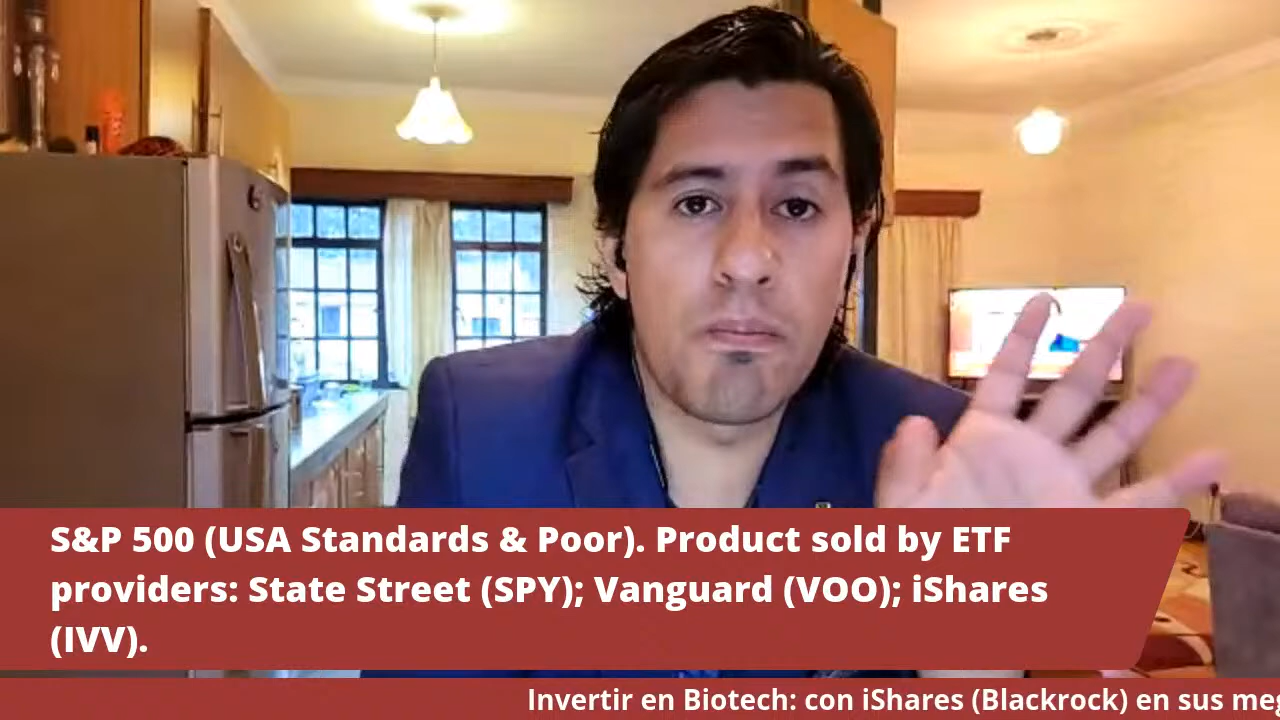 S&P 500 (USA Standards & Poor). Product sold by ETF
providers: State Street (SPY); Vanguard (VOO); iShares
(IVV).
Invertir en Biotech: con iShares (Blackrock) en sus